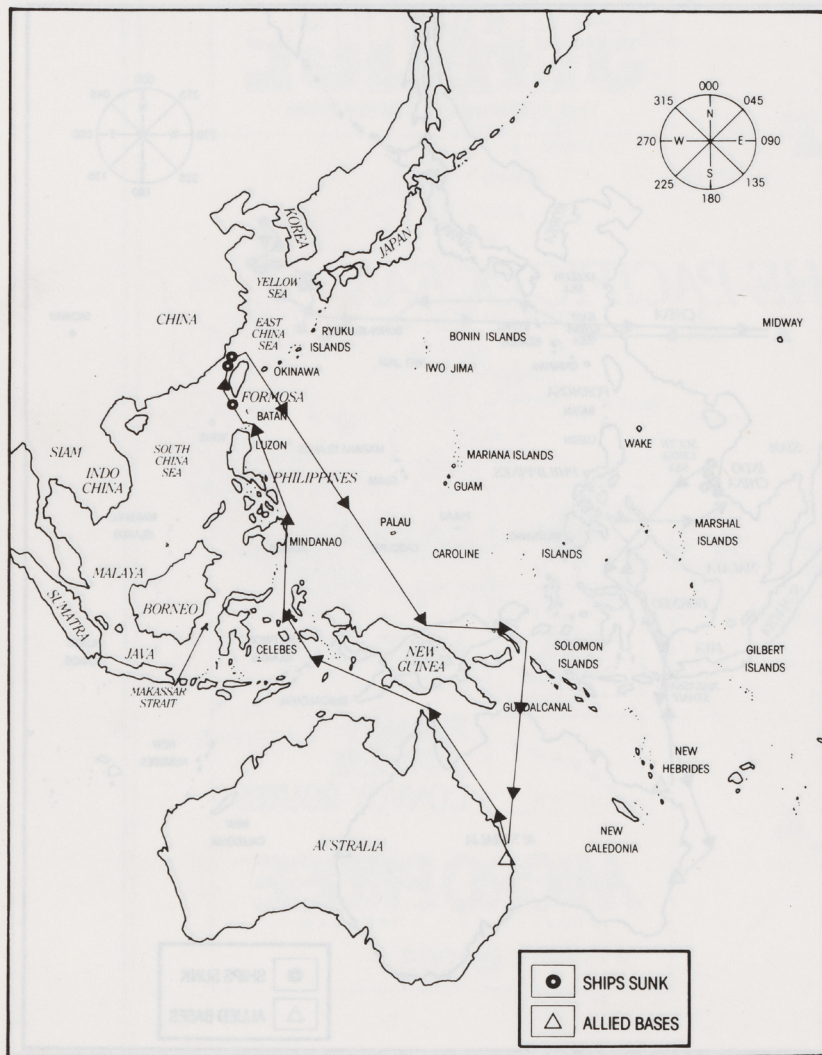 000
315
045
N
270
W
E
090
S
225
135
180
KOREA
JAPAN
YELLOW
SEA
CHINA
EAST
CHINA
SEA
RYUKU
ISLANDS
BONIN ISLANDS
MIDWAY
OKINAWA
IWO JIMA
FORMOSA
BATAN
LUZON
WAKE
SIAM
INDO
CHINA
SOUTH
CHINA
SEA
MARIANA ISLANDS
PHILIPPINES
GUAM
PALAU
MARSHAL
ISLANDS
MINDANAO
CAROLINE
ISLANDS
MALAYA
BORNEO
SUMATRA
CELEBES
NEW
GUINEA
SOLOMON
ISLANDS
GILBERT
ISLANDS
JAVA
MAKASSAR
STRAIT
GUADALCANAL
NEW
HEBRIDES
AUSTRALIA
NEW
CALEDONIA
SHIPS SUNK
ALLIED BASES